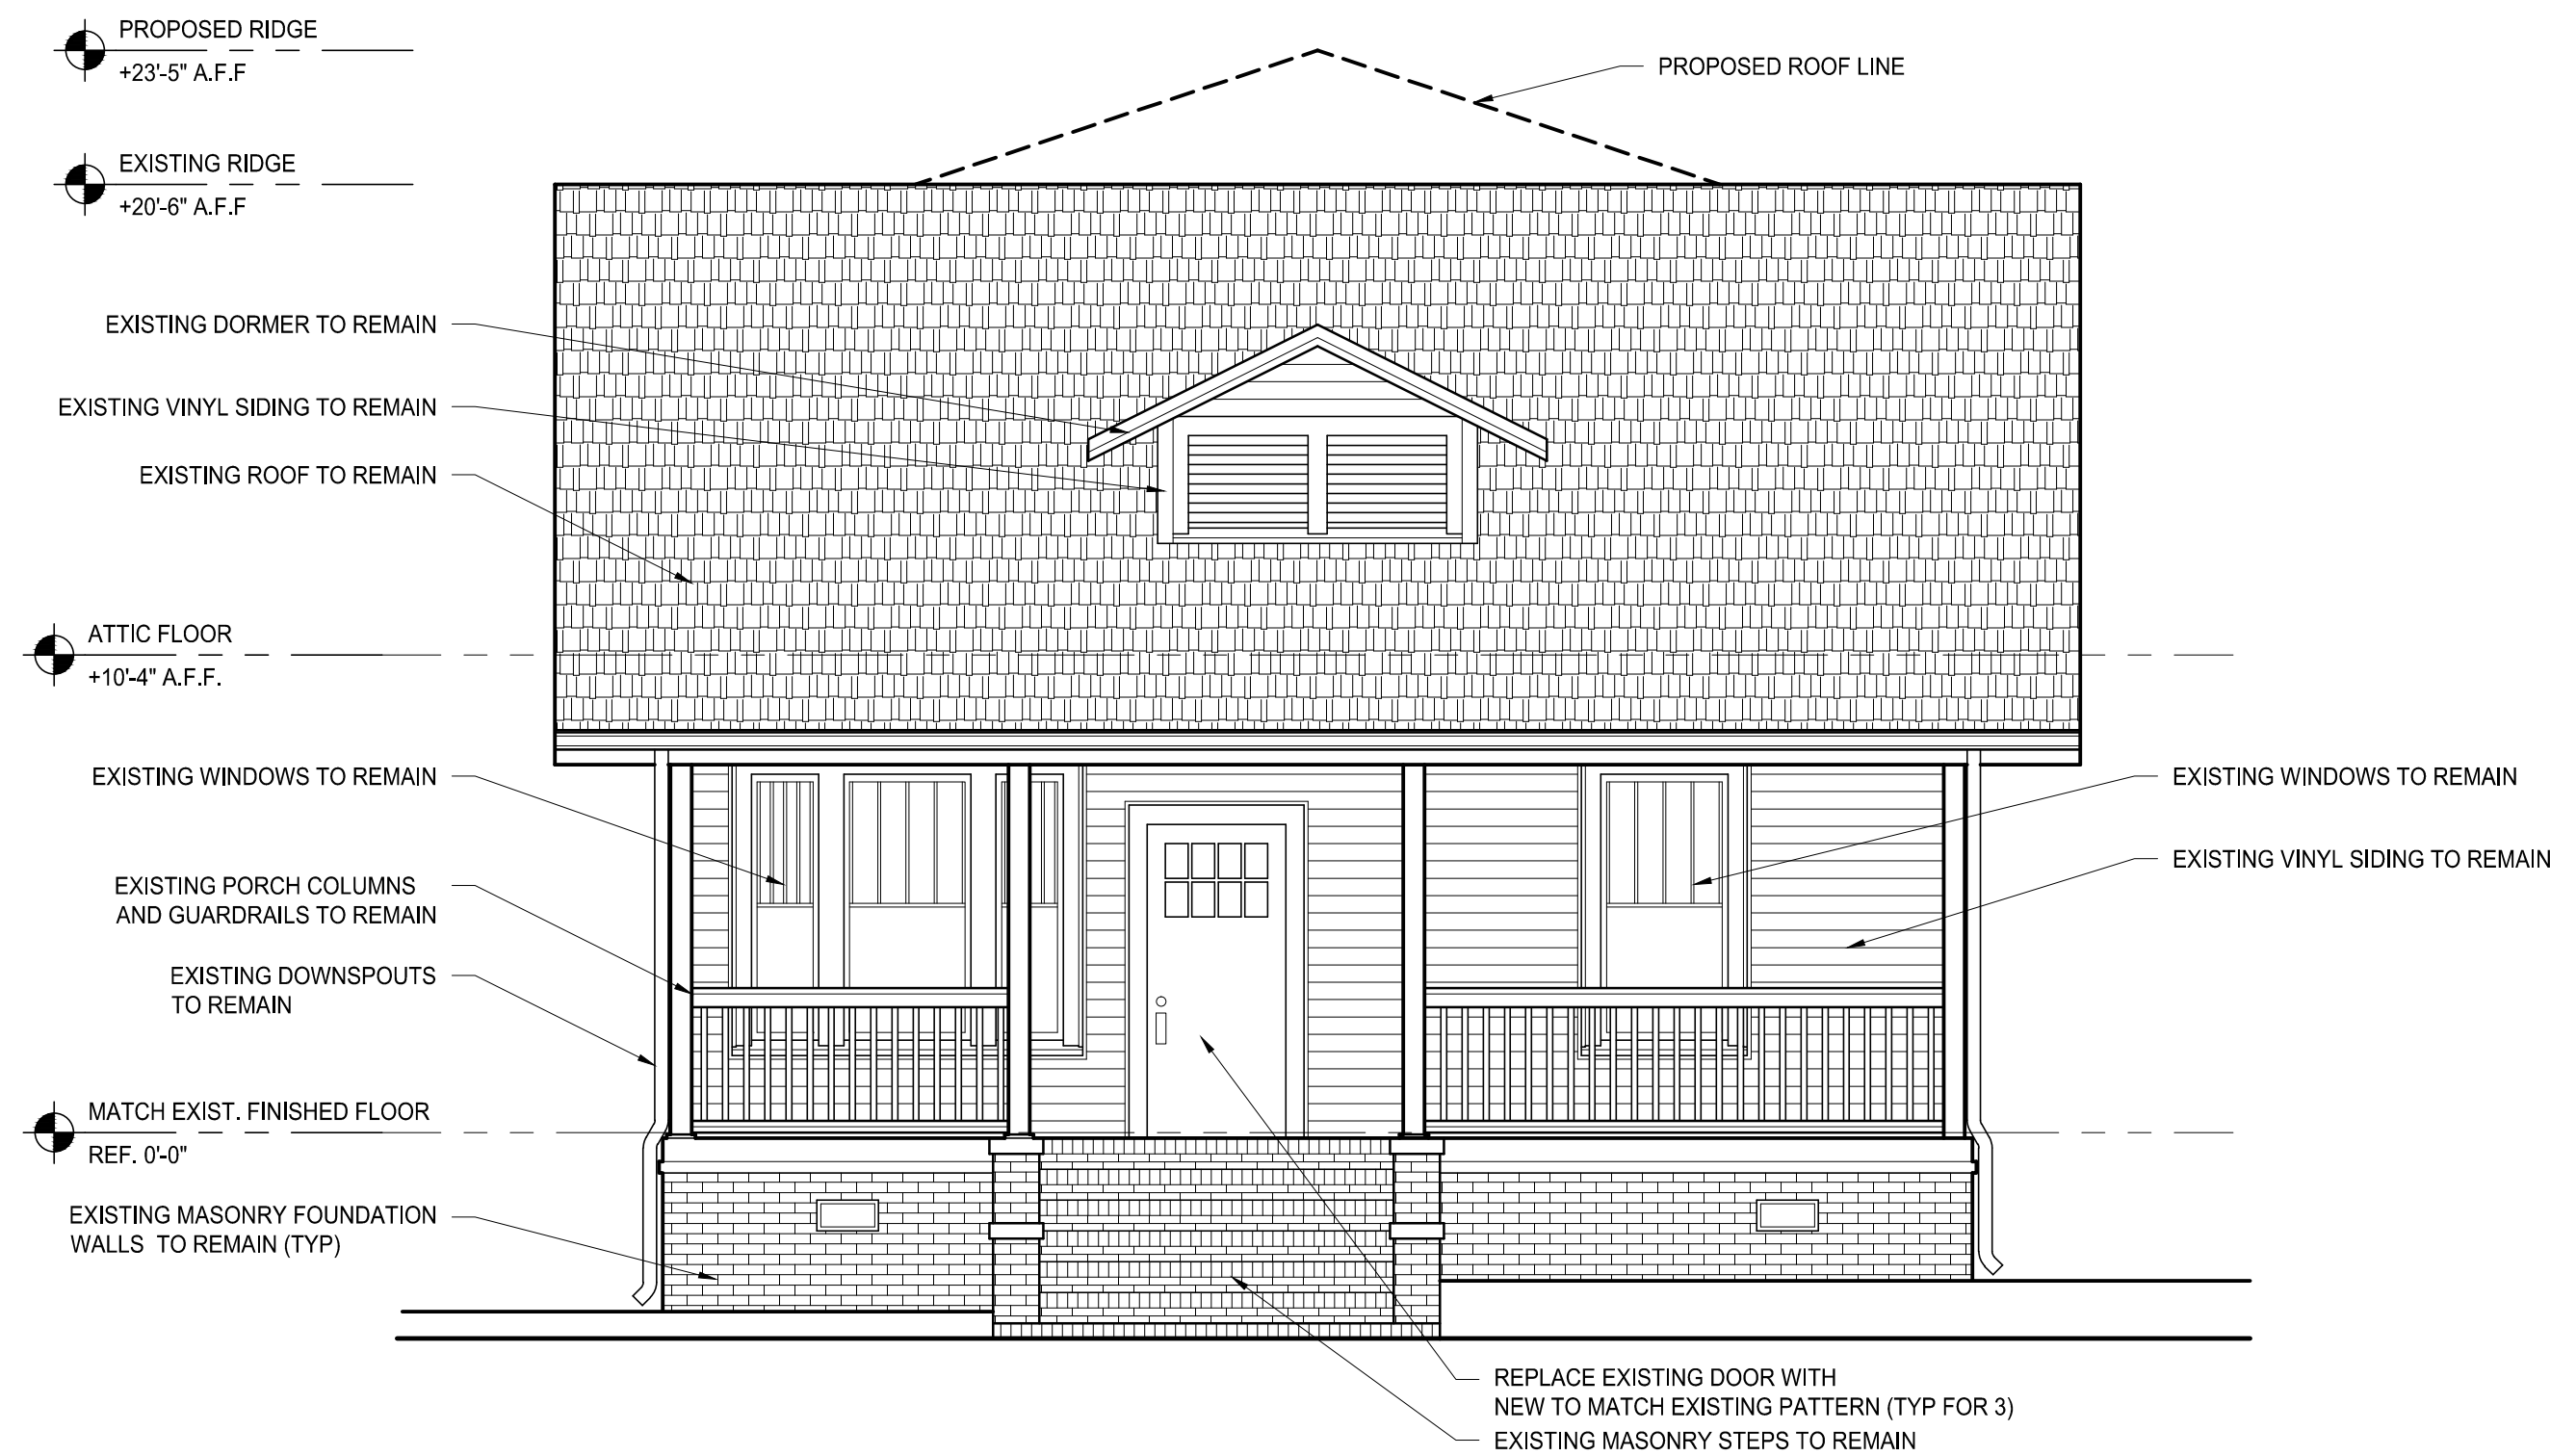 PROPOSED RIDGE
+23'-5" A.F.F
PROPOSED ROOF LINE
EXISTING RIDGE
+20'-6" A.F.F
EXISTING DORMER TO REMAIN
EXISTING VINYL SIDING TO REMAIN
EXISTING ROOF TO REMAIN
ATTIC FLOOR
+10'-4" A.F.F.
EXISTING WINDOWS TO REMAIN
EXISTING WINDOWS TO REMAIN
EXISTING VINYL SIDING TO REMAIN
EXISTING PORCH COLUMNS
AND GUARDRAILS TO REMAIN
EXISTING DOWNSPOUTS
TO REMAIN
MATCH EXIST. FINISHED FLOOR
REF. 0'-0"
EXISTING MASONRY FOUNDATION
WALLS TO REMAIN (TYP)
REPLACE EXISTING DOOR WITH
NEW TO MATCH EXISTING PATTERN (TYP FOR 3)
EXISTING MASONRY STEPS TO REMAIN